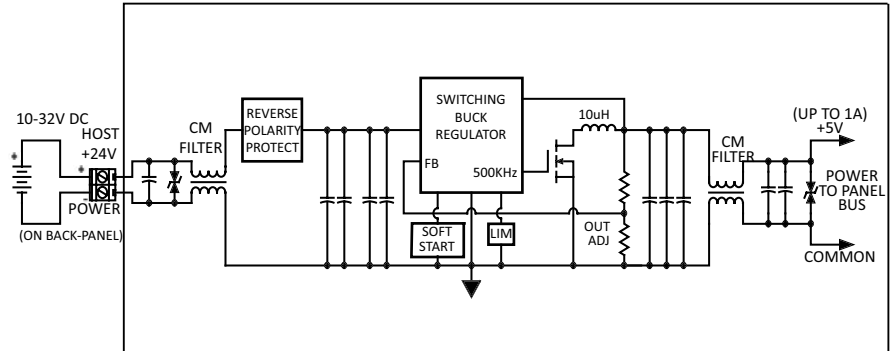 10-32V DC
HOST
+24V
POWER
(ON BACK-PANEL)
CM
FILTER
REVERSE
POLARITY
PROTECT
SWITCHING
BUCK
REGULATOR
FB
500KHz
SOFT
START
LIM
10uH
OUT
ADJ
CM
FILTER
(UP TO 1A)
+5V
POWER
TO PANEL
BUS
COMMON